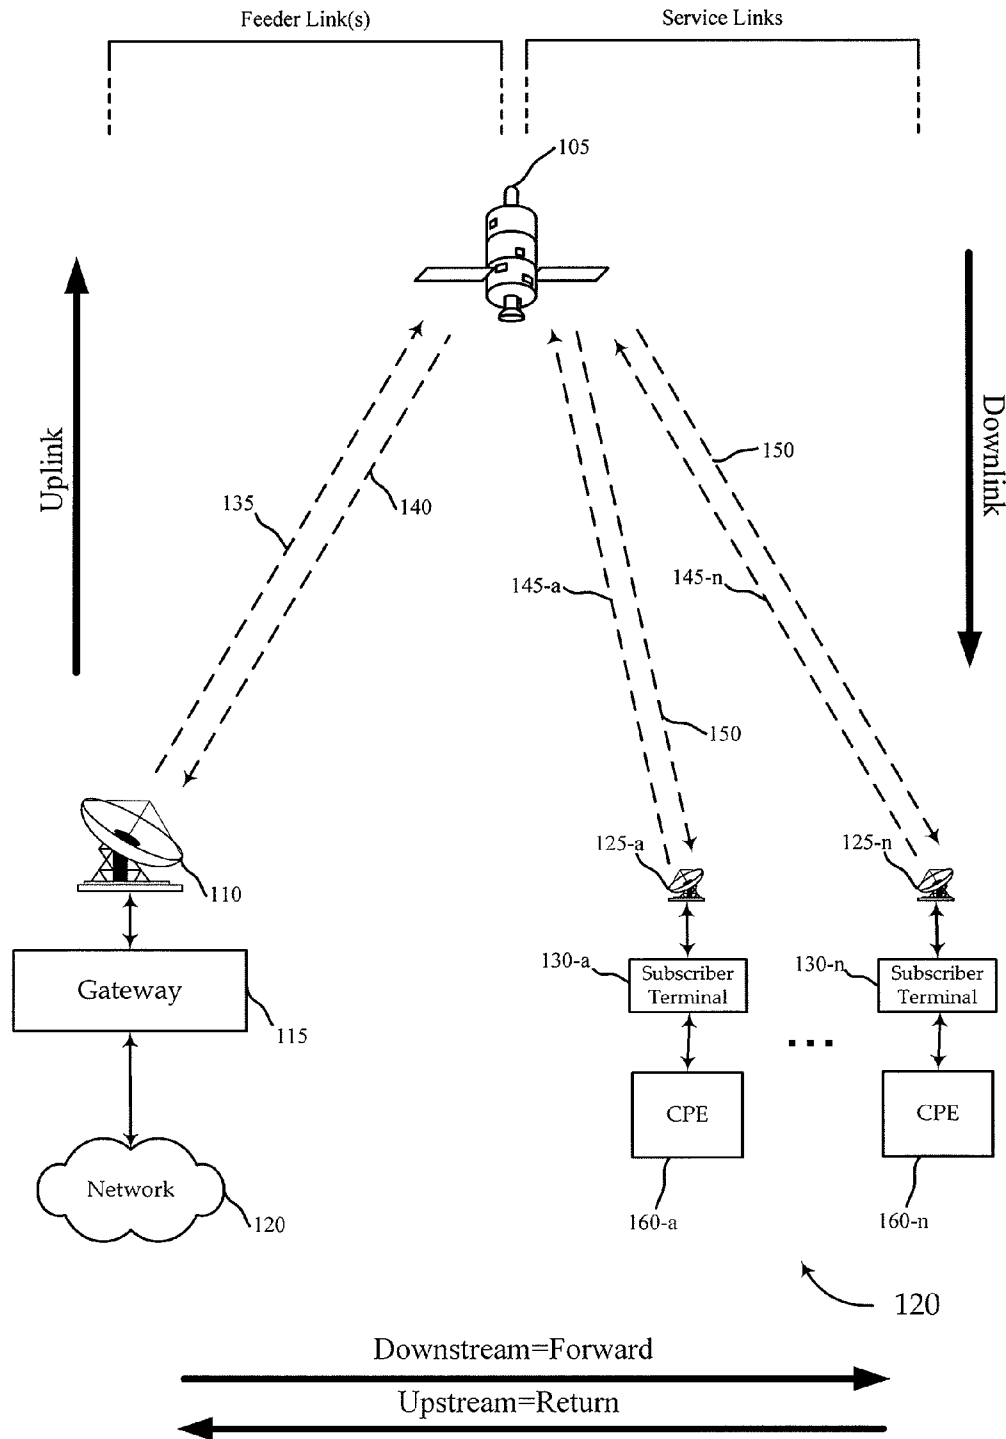 Feeder Link(s)
Service Links
105
Uplink
Downlink
135
140
150
145-a
145-n
150
125-a
125-n
110
Gateway
115
130-a
Subscriber
Terminal
130-n
Subscriber
Terminal
...
CPE
CPE
Network
120
160-a
160-n
120
Downstream=Forward
Upstream=Return